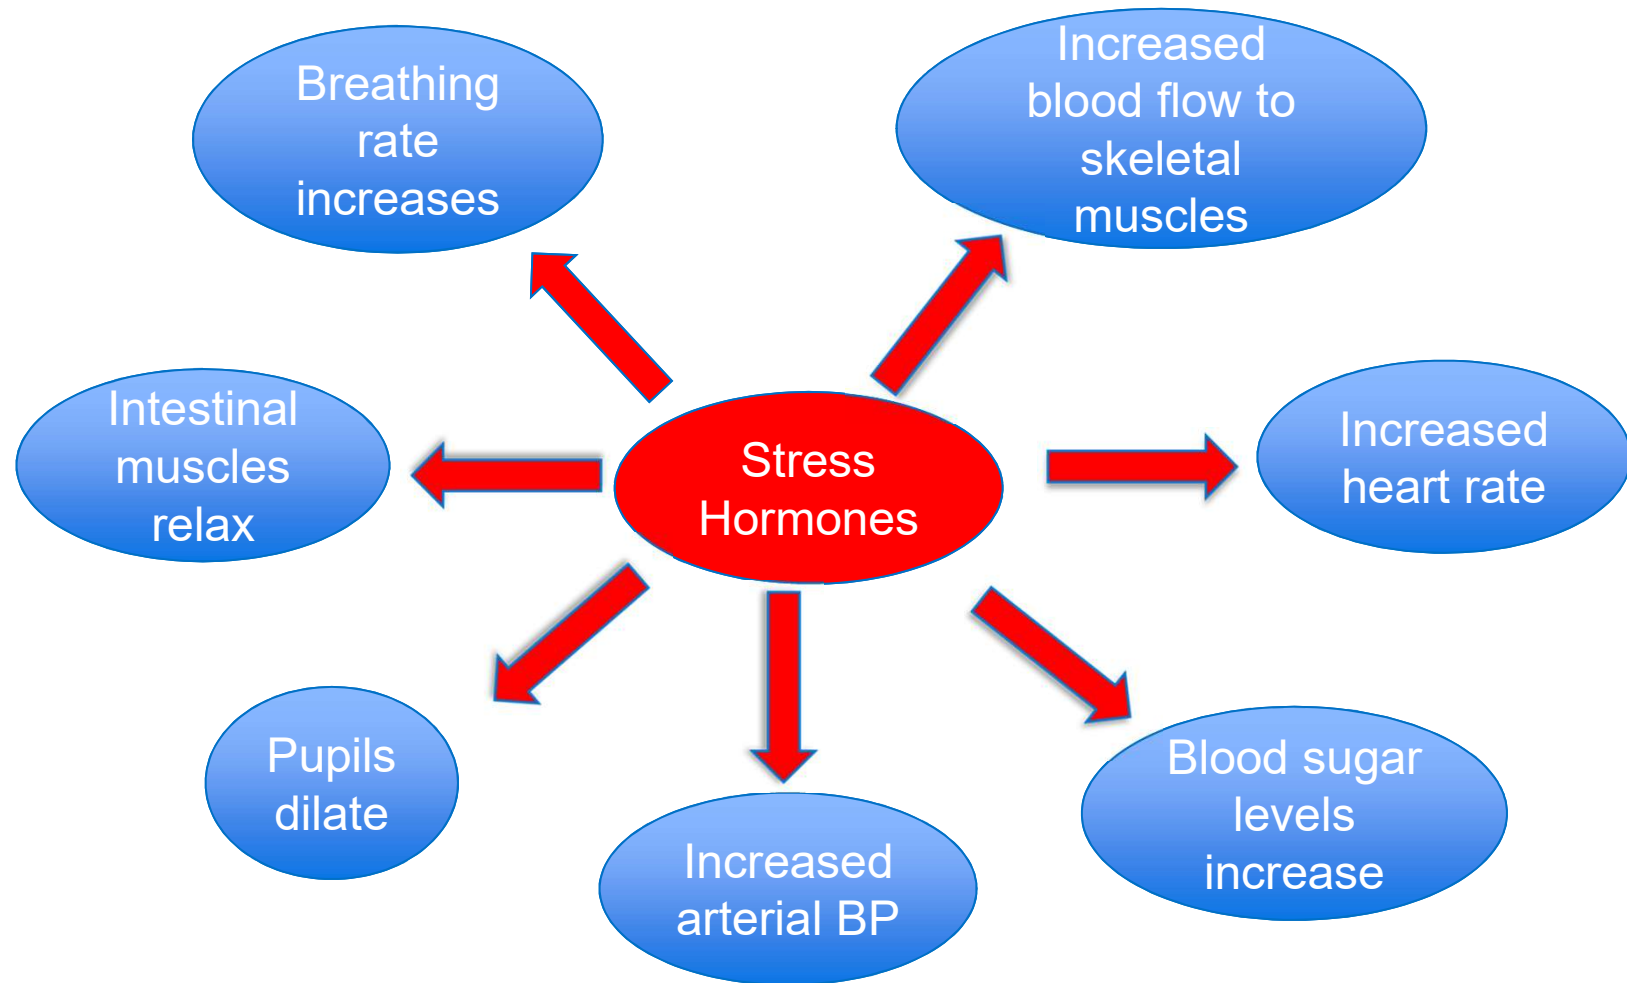 Breathing
rate
increases
Increased
blood flow to
skeletal
muscles
Intestinal
muscles
relax
Stress
Hormones
Increased
heart rate
Pupils
dilate
Increased
arterial BP
Blood sugar
levels
increase